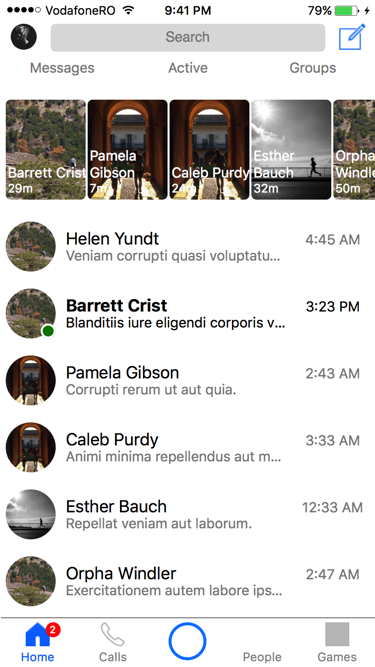 VodafoneRO 9:41 PM 79%
Search
Messages Active Groups
Barrett Crist
29m
Pamela
Gibson
7m
Caleb Purdy
24m
Esther
Bauch
32m
Orpha
Windle
50m
Helen Yundt 4:45 AM
Veniam corrupti quasi voluptatu...
Barrett Crist 3:23 PM
Blanditiis iure eligendi corporis v...
Pamela Gibson 2:43 AM
Corrupti rerum ut aut quia.
Caleb Purdy 3:33 AM
Animi minima repellendus aut m...
Esther Bauch 12:33 AM
Repellat veniam aut laborum.
Orpha Windler 2:47 AM
Exercitationem autem labore ips...
2
Home Calls People Games